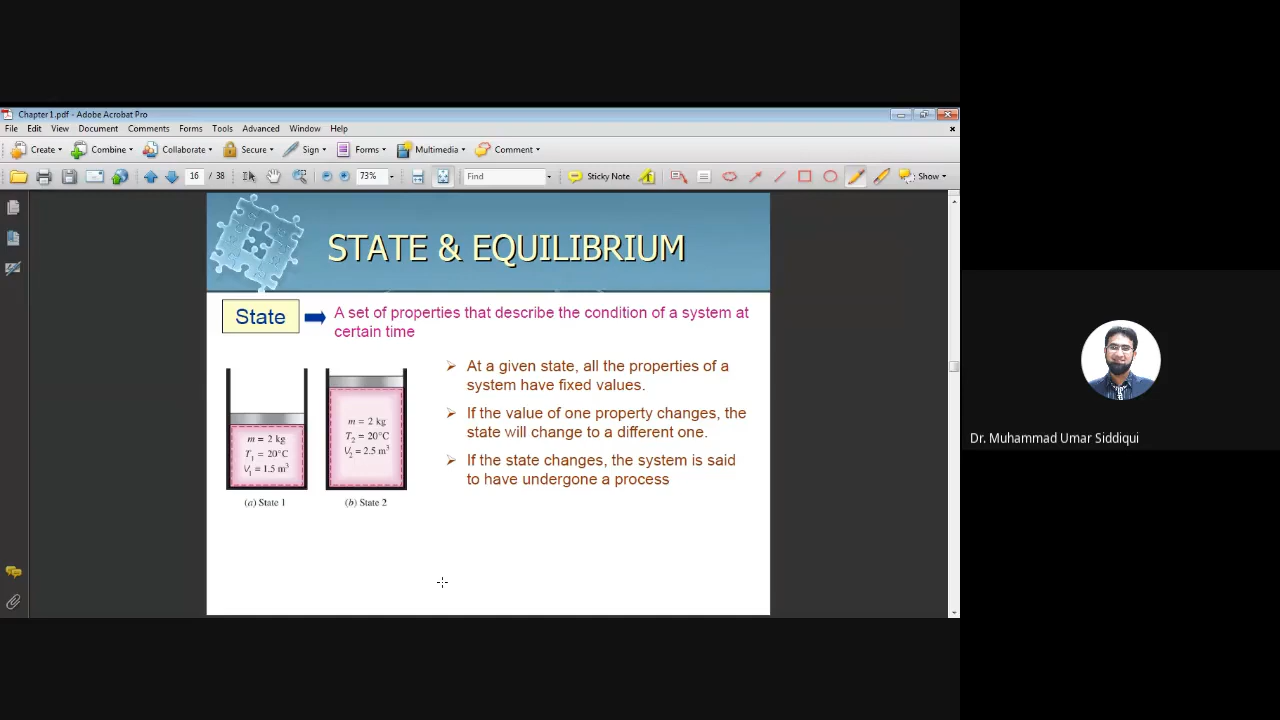 Chapter 1.pdf - Adobe Acrobat Pro
File Edit View Document Comments Forms Tools Advanced Window Help
Create Combine Collaborate Secure Sign Forms Multimedia Comment
16 / 38 73% Find Sticky Note Show
STATE & EQUILIBRIUM
State
A set of properties that describe the condition of a system at
certain time
At a given state, all the properties of a
system have fixed values.
If the value of one property changes, the
state will change to a different one.
If the state changes, the system is said
to have undergone a process
m = 2 kg
T1 = 20°C
V1 = 1.5 m³
(a) State 1
m = 2 kg
T2 = 20°C
V2 = 2.5 m³
(b) State 2
Dr. Muhammad Umar Siddiqui